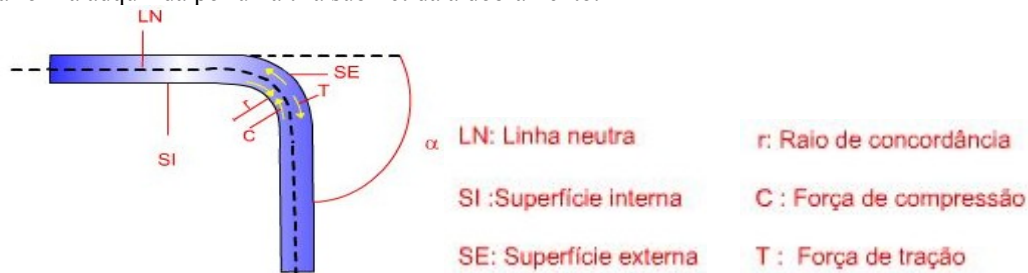 LN
SE
T
r
C
SI
α
LN: Linha neutra
r: Raio de concordância
SI :Superfície interna
C : Força de compressão
SE: Superfície externa
T : Força de tração